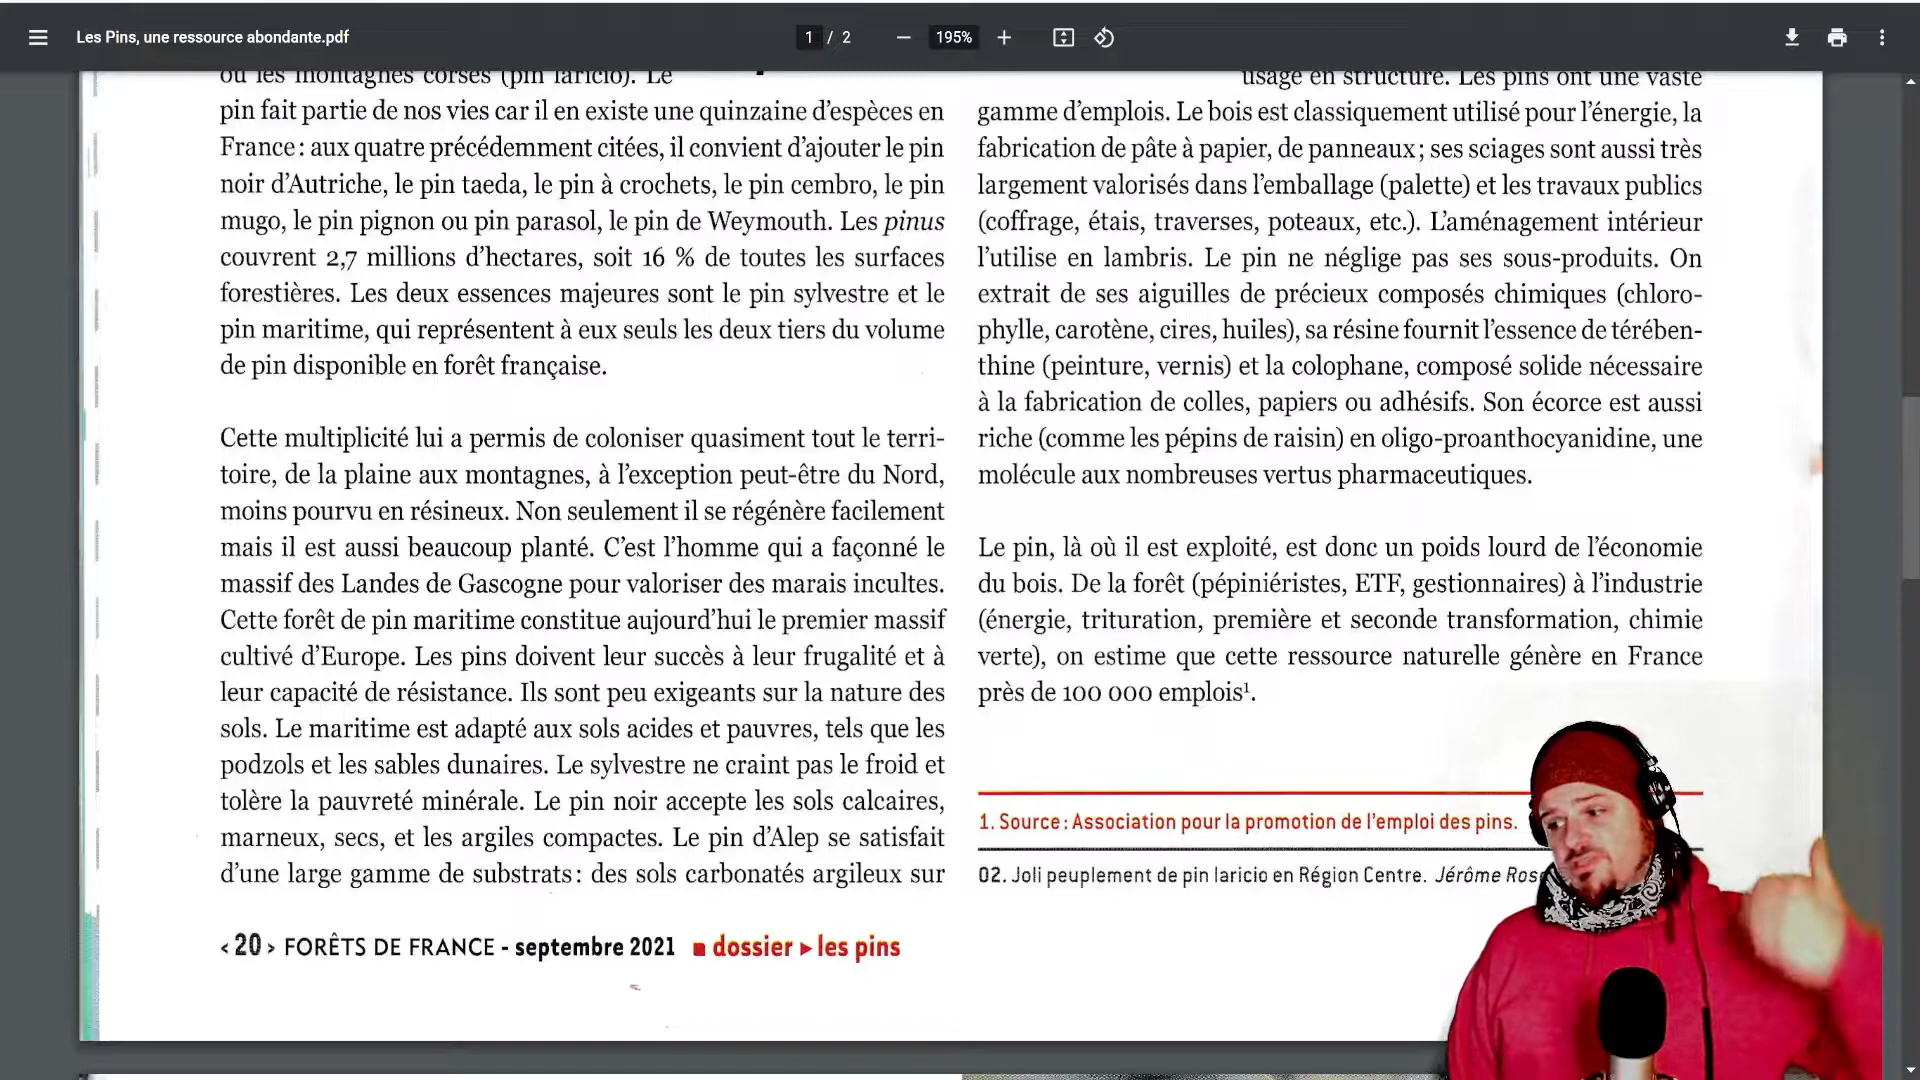 Les Pins, une ressource abondante.pdf
1 / 2
195%
ou les montagnes corses (pin laricio). Le
pin fait partie de nos vies car il en existe une quinzaine d’espèces en
France : aux quatre précédemment citées, il convient d’ajouter le pin
noir d’Autriche, le pin taeda, le pin à crochets, le pin cembro, le pin
mugo, le pin pignon ou pin parasol, le pin de Weymouth. Les pinus
couvrent 2,7 millions d’hectares, soit 16 % de toutes les surfaces
forestières. Les deux essences majeures sont le pin sylvestre et le
pin maritime, qui représentent à eux seuls les deux tiers du volume
de pin disponible en forêt française.
Cette multiplicité lui a permis de coloniser quasiment tout le terri-
toire, de la plaine aux montagnes, à l’exception peut-être du Nord,
moins pourvu en résineux. Non seulement il se régénère facilement
mais il est aussi beaucoup planté. C’est l’homme qui a façonné le
massif des Landes de Gascogne pour valoriser des marais incultes.
Cette forêt de pin maritime constitue aujourd’hui le premier massif
cultivé d’Europe. Les pins doivent leur succès à leur frugalité et à
leur capacité de résistance. Ils sont peu exigeants sur la nature des
sols. Le maritime est adapté aux sols acides et pauvres, tels que les
podzols et les sables dunaires. Le sylvestre ne craint pas le froid et
tolère la pauvreté minérale. Le pin noir accepte les sols calcaires,
marneux, secs, et les argiles compactes. Le pin d’Alep se satisfait
d’une large gamme de substrats : des sols carbonatés argileux sur
usage en structure. Les pins ont une vaste
gamme d’emplois. Le bois est classiquement utilisé pour l’énergie, la
fabrication de pâte à papier, de panneaux ; ses sciages sont aussi très
largement valorisés dans l’emballage (palette) et les travaux publics
(coffrage, étais, traverses, poteaux, etc.). L’aménagement intérieur
l’utilise en lambris. Le pin ne néglige pas ses sous-produits. On
extrait de ses aiguilles de précieux composés chimiques (chloro-
phylle, carotène, cires, huiles), sa résine fournit l’essence de térében-
thine (peinture, vernis) et la colophane, composé solide nécessaire
à la fabrication de colles, papiers ou adhésifs. Son écorce est aussi
riche (comme les pépins de raisin) en oligo-proanthocyanidine, une
molécule aux nombreuses vertus pharmaceutiques.
Le pin, là où il est exploité, est donc un poids lourd de l’économie
du bois. De la forêt (pépiniéristes, ETF, gestionnaires) à l’industrie
(énergie, trituration, première et seconde transformation, chimie
verte), on estime que cette ressource naturelle génère en France
près de 100 000 emplois¹.
1. Source : Association pour la promotion de l’emploi des pins.
02. Joli peuplement de pin laricio en Région Centre. Jérôme Ros
‹ 20 › FORÊTS DE FRANCE - septembre 2021 ■ dossier ► les pins